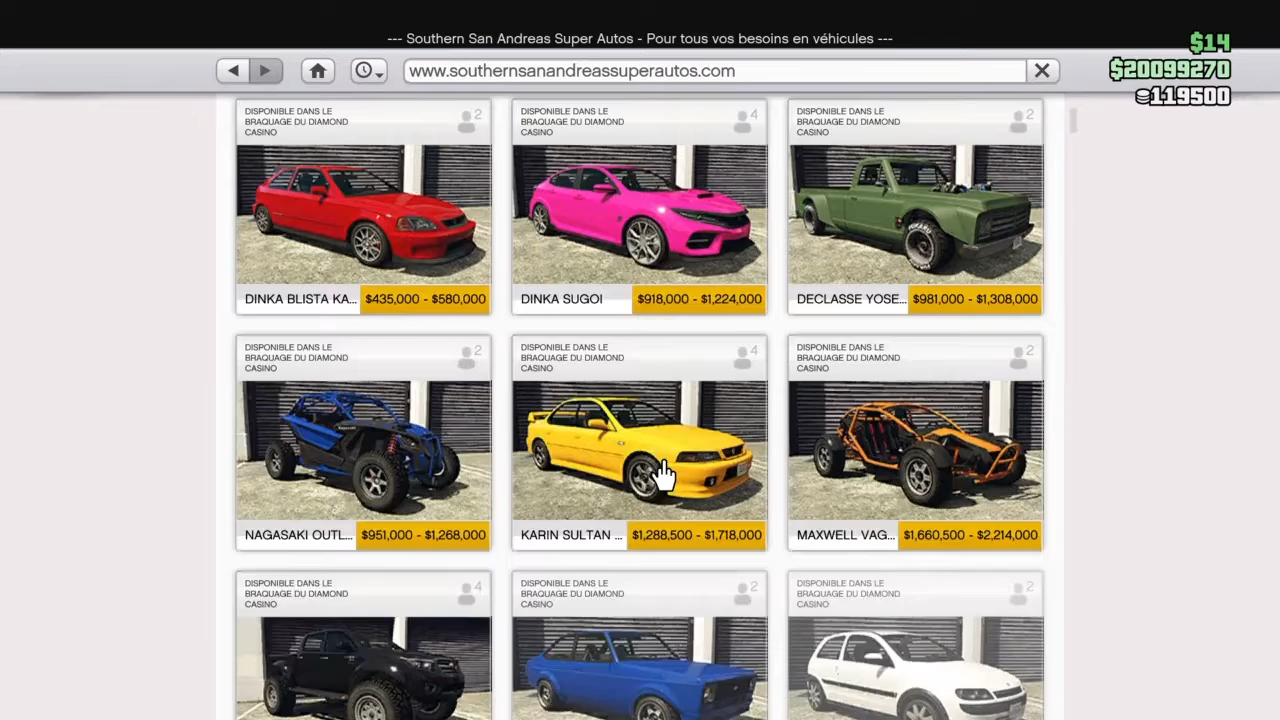 --- Southern San Andreas Super Autos - Pour tous vos besoins en véhicules ---
$14
www.southernsanandreassuperautos.com
$20099270
119500
DISPONIBLE DANS LE
BRAQUAGE DU DIAMOND
CASINO
2
DISPONIBLE DANS LE
BRAQUAGE DU DIAMOND
CASINO
4
DISPONIBLE DANS LE
BRAQUAGE DU DIAMOND
CASINO
2
DINKA BLISTA KA... $435,000 - $580,000
DINKA SUGOI $918,000 - $1,224,000
DECLASSE YOSE... $981,000 - $1,308,000
DISPONIBLE DANS LE
BRAQUAGE DU DIAMOND
CASINO
2
DISPONIBLE DANS LE
BRAQUAGE DU DIAMOND
CASINO
4
DISPONIBLE DANS LE
BRAQUAGE DU DIAMOND
CASINO
2
NAGASAKI OUTL... $951,000 - $1,268,000
KARIN SULTAN ... $1,288,500 - $1,718,000
MAXWELL VAG... $1,660,500 - $2,214,000
DISPONIBLE DANS LE
BRAQUAGE DU DIAMOND
CASINO
4
DISPONIBLE DANS LE
BRAQUAGE DU DIAMOND
CASINO
2
DISPONIBLE DANS LE
BRAQUAGE DU DIAMOND
CASINO
2